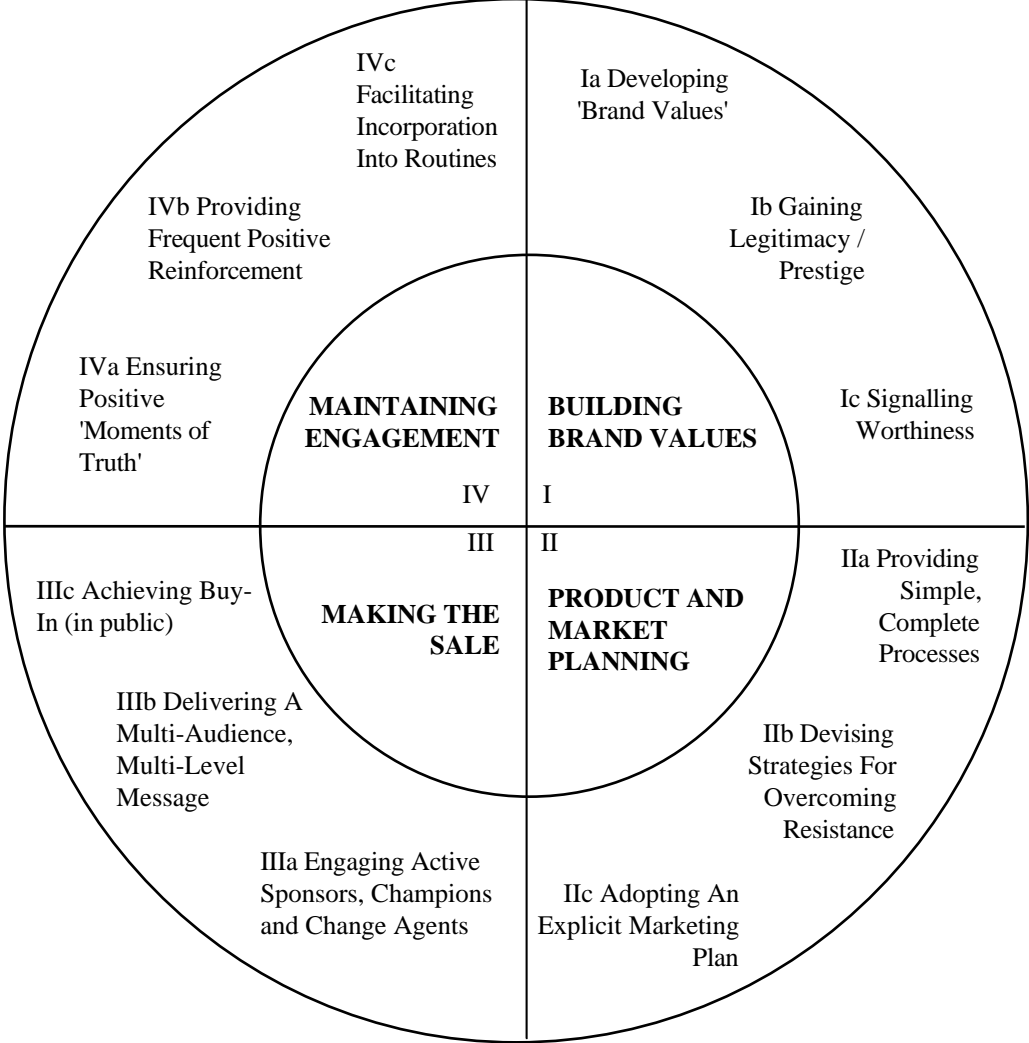 IVc
Facilitating
Incorporation
Into Routines
Ia Developing
'Brand Values'
IVb Providing
Frequent Positive
Reinforcement
Ib Gaining
Legitimacy /
Prestige
IVa Ensuring
Positive
'Moments of
Truth'
MAINTAINING
ENGAGEMENT
IV
BUILDING
BRAND VALUES
I
Ic Signalling
Worthiness
IIIc Achieving Buy-
In (in public)
III
MAKING THE
SALE
II
PRODUCT AND
MARKET
PLANNING
IIa Providing
Simple,
Complete
Processes
IIIb Delivering A
Multi-Audience,
Multi-Level
Message
IIb Devising
Strategies For
Overcoming
Resistance
IIIa Engaging Active
Sponsors, Champions
and Change Agents
IIc Adopting An
Explicit Marketing
Plan